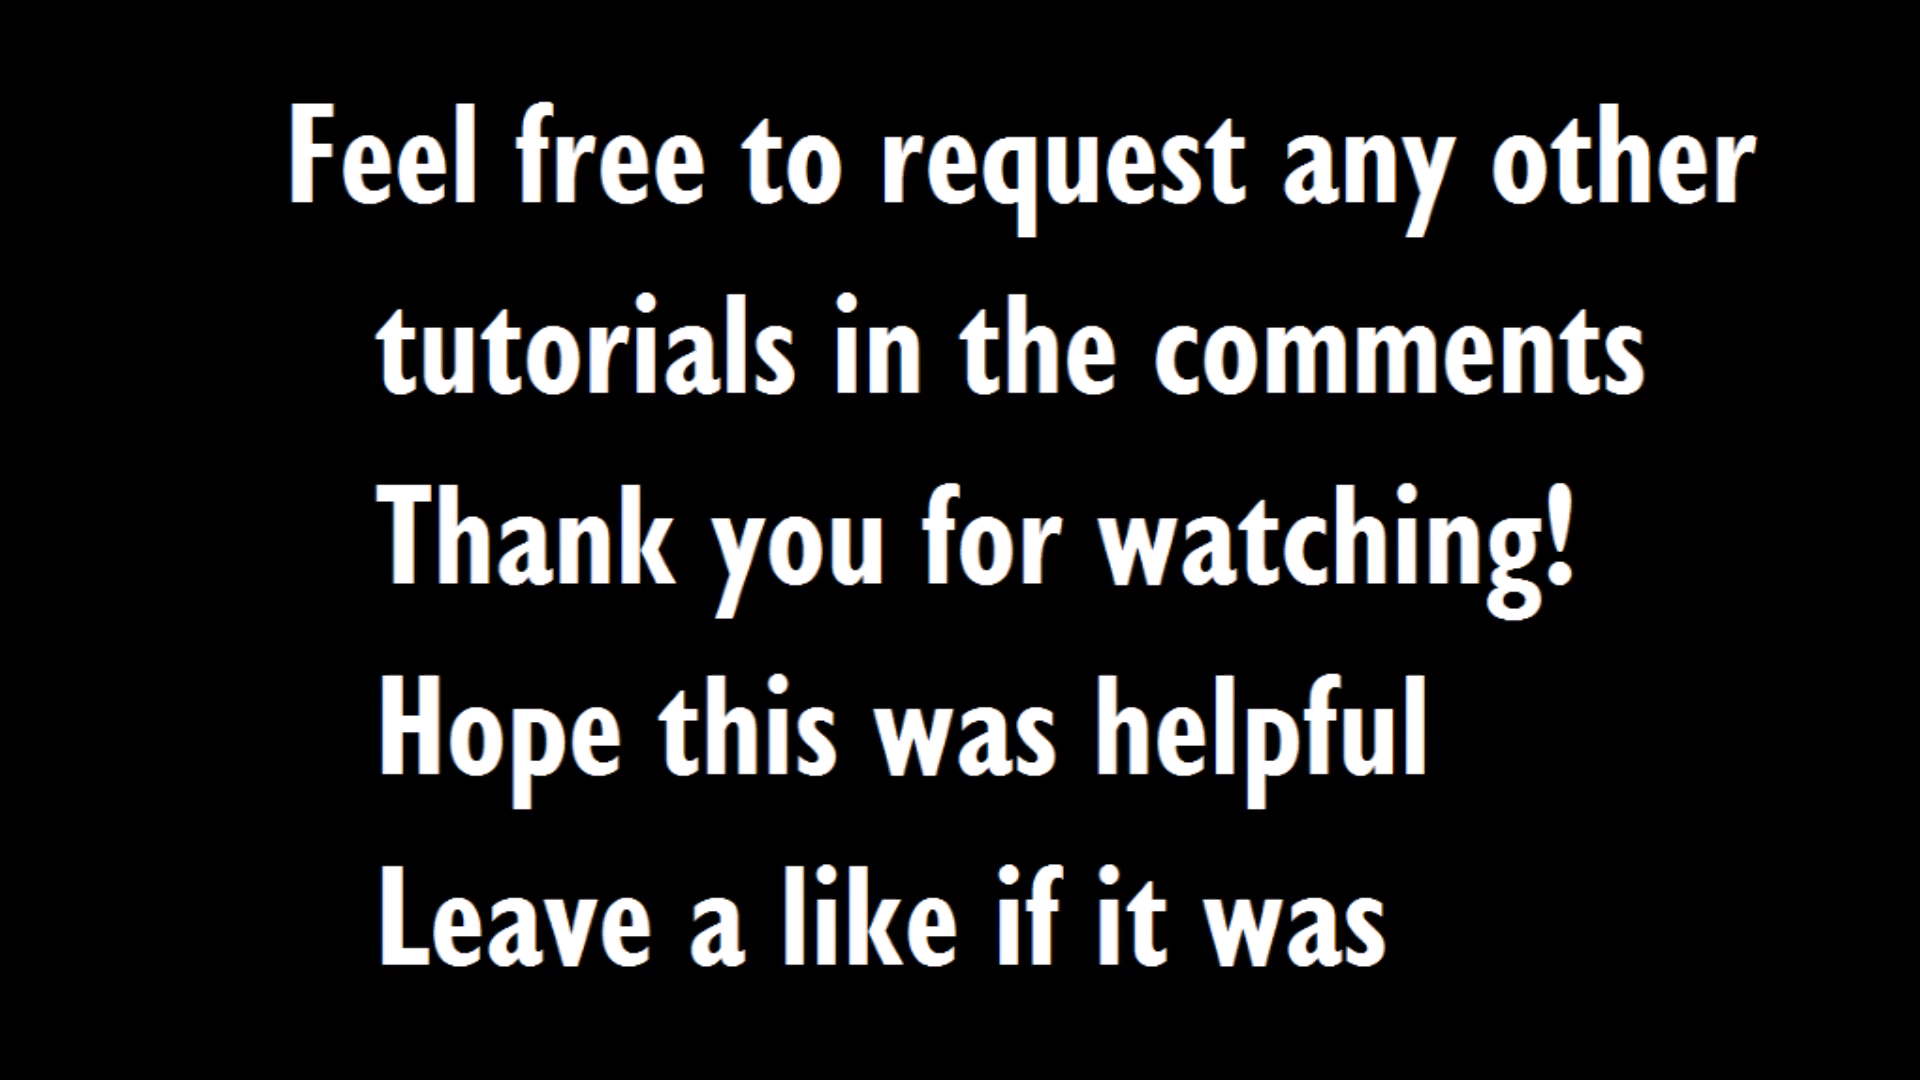 Feel free to request any other
tutorials in the comments
Thank you for watching!
Hope this was helpful
Leave a like if it was